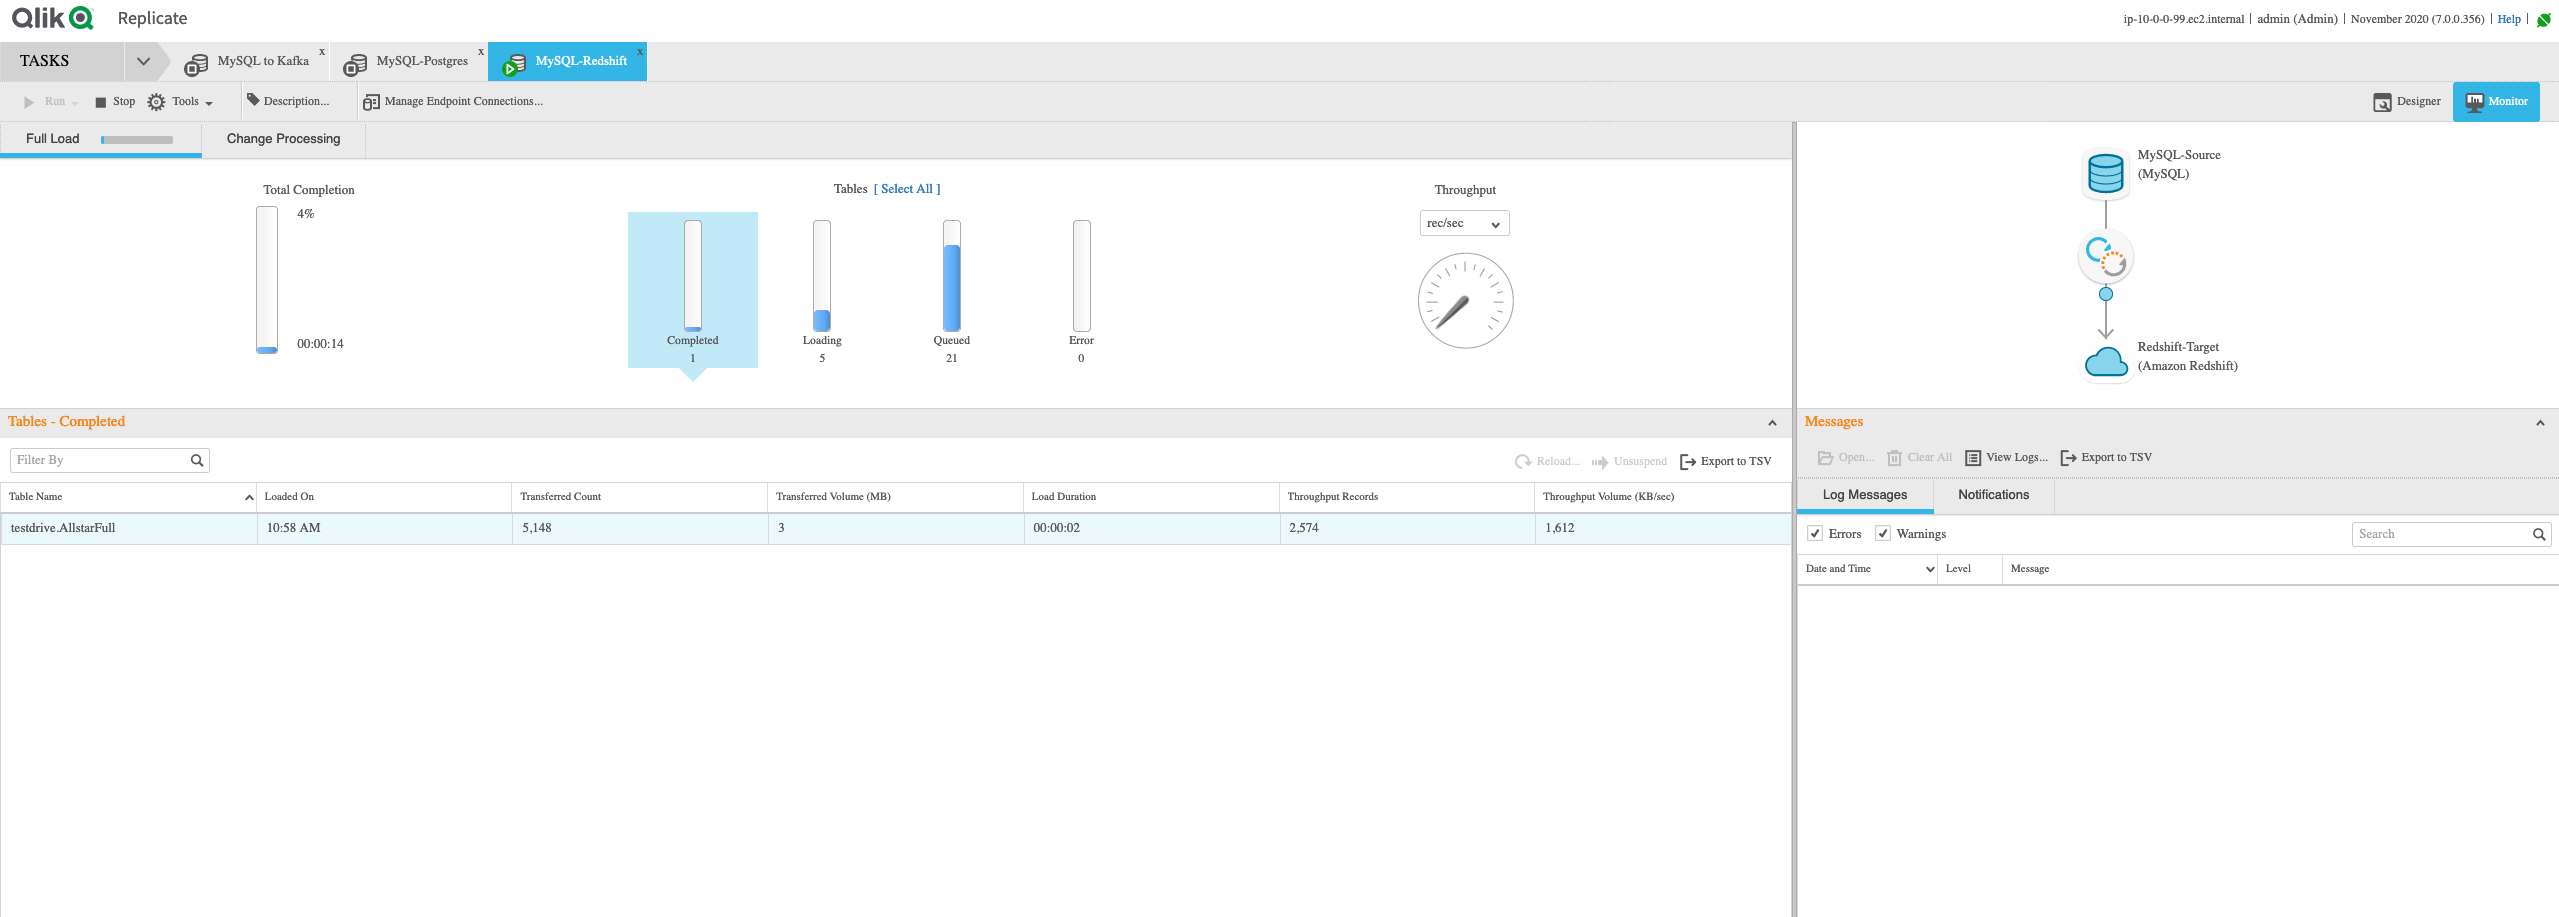 Qlik Q Replicate
ip-10-0-0-99.ec2.internal | admin (Admin) | November 2020 (7.0.0.356) | Help |
TASKS
MySQL to Kafka x
MySQL-Postgres x
MySQL-Redshift x
Run Stop Tools Description... Manage Endpoint Connections... Designer Monitor
Full Load Change Processing
Total Completion
4%
00:00:14
Tables [ Select All ]
Completed Loading Queued Error
1 5 21 0
Throughput
rec/sec
MySQL-Source
(MySQL)
Redshift-Target
(Amazon Redshift)
Tables - Completed
Filter By
Reload... Unsuspend Export to TSV
Table Name Loaded On Transferred Count Transferred Volume (MB) Load Duration Throughput Records Throughput Volume (KB/sec)
testdrive.AllstarFull 10:58 AM 5,148 3 00:00:02 2,574 1,612
Messages
Open... Clear All View Logs... Export to TSV
Log Messages Notifications
Errors Warnings Search
Date and Time Level Message